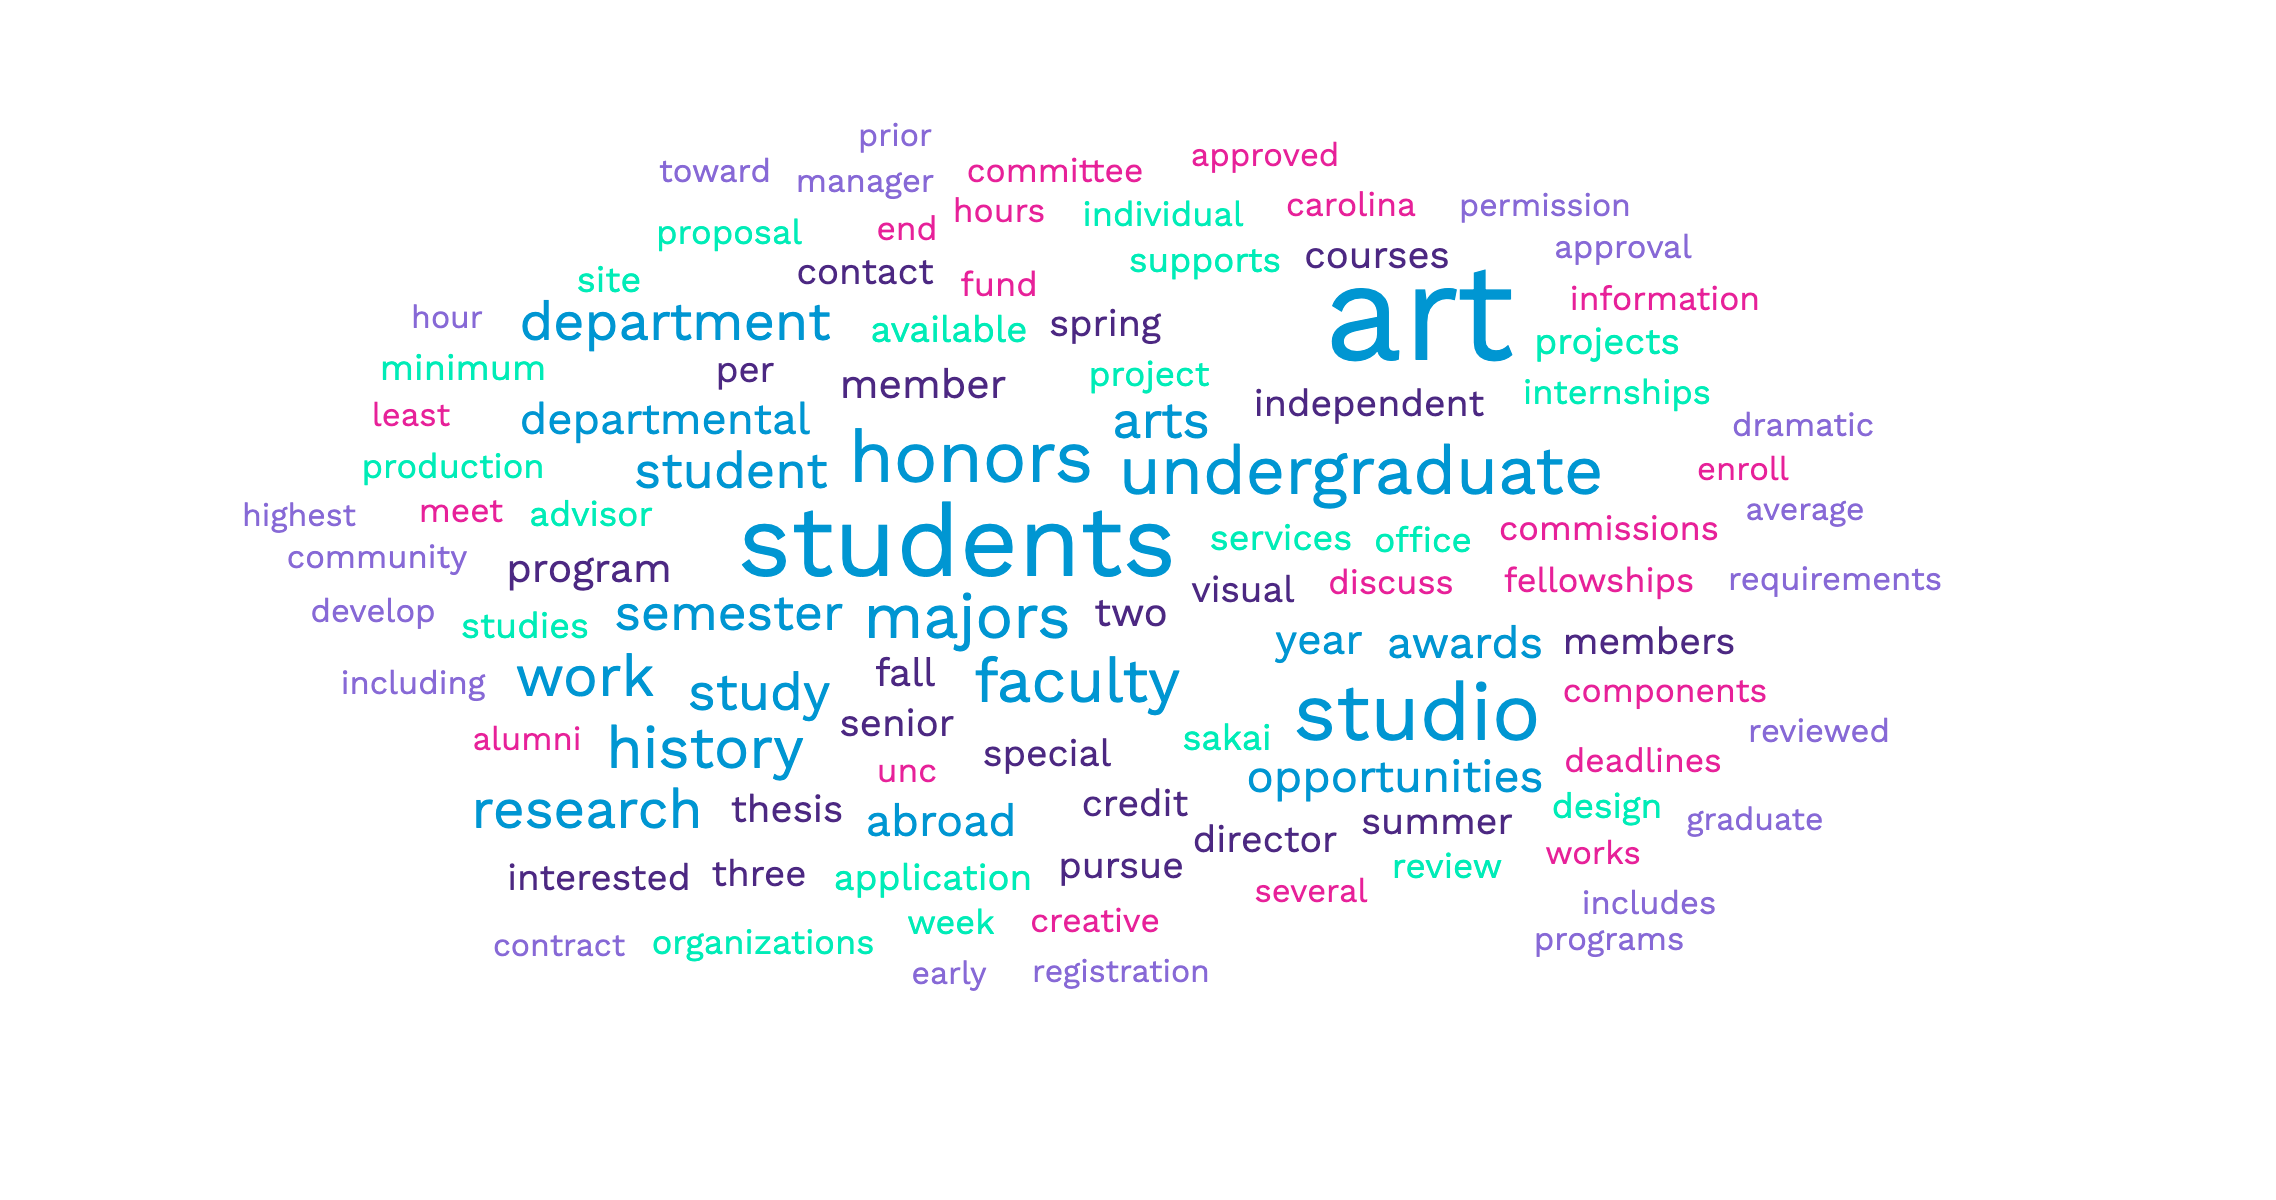 prior
toward manager committee approved
proposal end hours individual carolina permission
site contact fund supports courses approval
hour department available spring art information
minimum per member project projects
least departmental arts independent internships
production student honors undergraduate dramatic
enroll
highest meet advisor students services office commissions average
community program visual discuss fellowships requirements
develop studies semester majors two year awards members
including work study fall faculty studio components
alumni history senior special sakai reviewed
unc opportunities deadlines
research thesis abroad credit director summer design graduate
interested three application pursue several review works
week creative includes
contract organizations programs
early registration